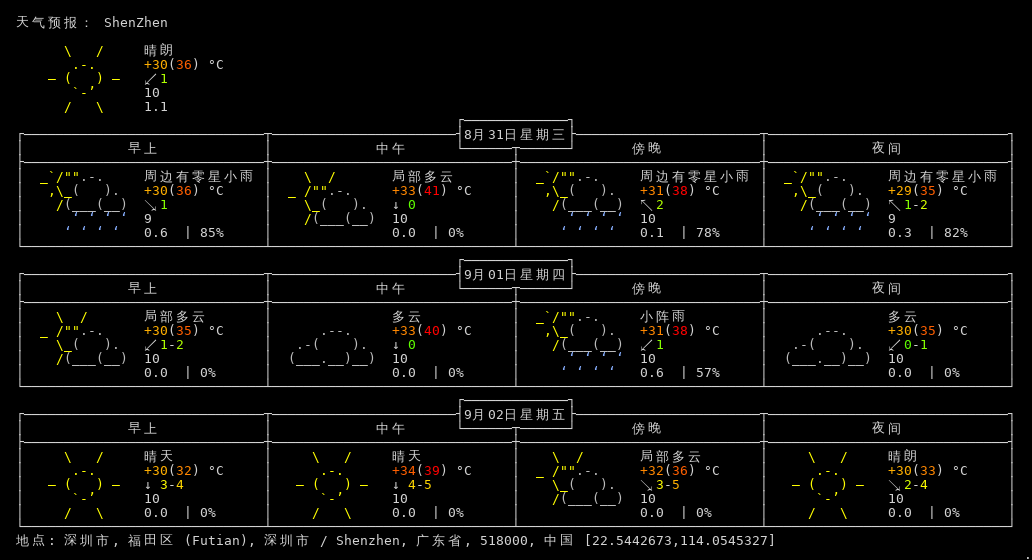 天气预报： ShenZhen
晴朗
+30(36) °C
↙1
10
1.1
8月31日星期三
早上 中午 傍晚 夜间
周边有零星小雨 局部多云 周边有零星小雨 周边有零星小雨
+30(36) °C +33(41) °C +31(38) °C +29(35) °C
↘1 ↓ 0 ↖2 ↖1-2
9 10 10 9
0.6 | 85% 0.0 | 0% 0.1 | 78% 0.3 | 82%
9月01日星期四
早上 中午 傍晚 夜间
局部多云 多云 小阵雨 多云
+30(35) °C +33(40) °C +31(38) °C +30(35) °C
↙1-2 ↓ 0 ↙1 ↙0-1
10 10 10 10
0.0 | 0% 0.0 | 0% 0.6 | 57% 0.0 | 0%
9月02日星期五
早上 中午 傍晚 夜间
晴天 晴天 局部多云 晴朗
+30(32) °C +34(39) °C +32(36) °C +30(33) °C
↓ 3-4 ↓ 4-5 ↘3-5 ↘2-4
10 10 10 10
0.0 | 0% 0.0 | 0% 0.0 | 0% 0.0 | 0%
地点: 深圳市, 福田区 (Futian), 深圳市 / Shenzhen, 广东省, 518000, 中国 [22.5442673,114.0545327]